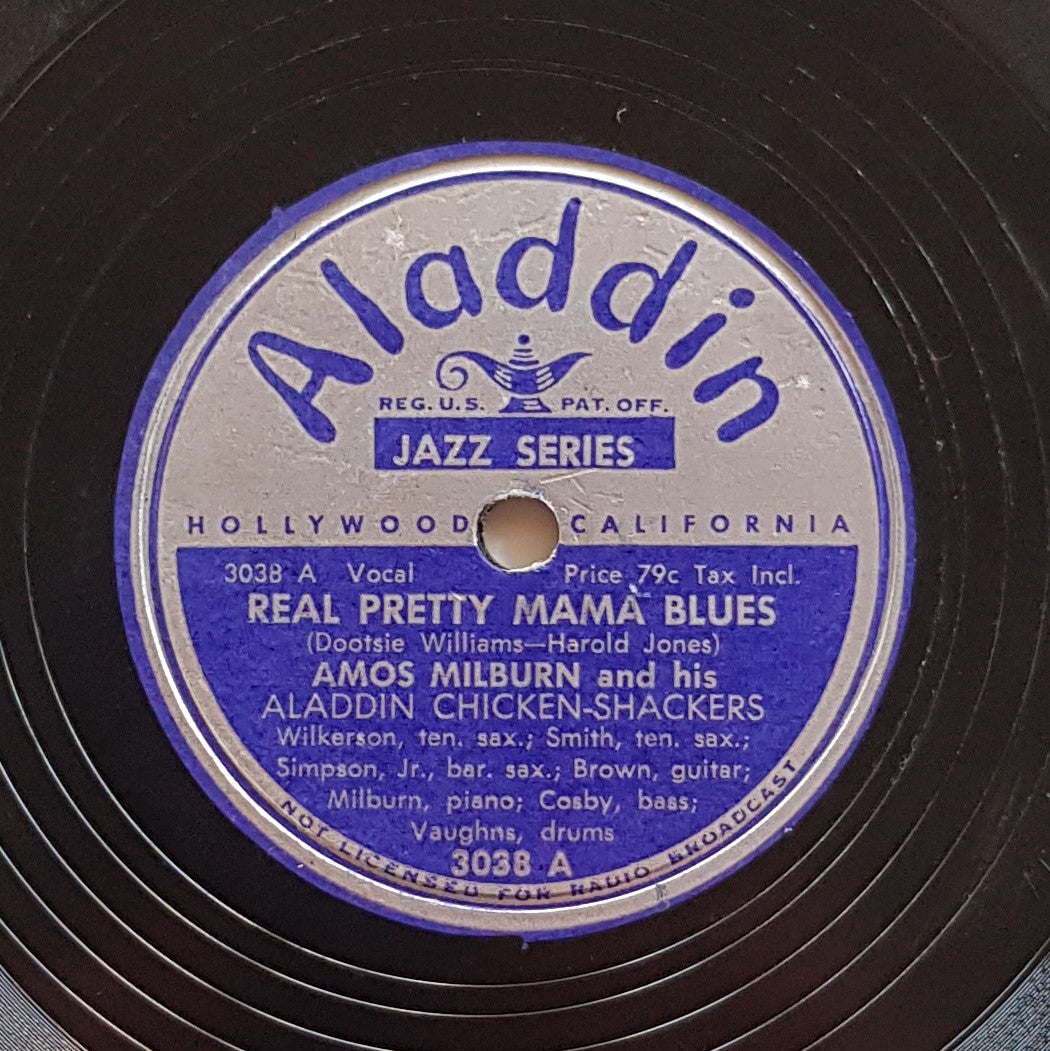 Aladdin
REG. U.S. PAT. OFF.
JAZZ SERIES
HOLLYWOOD CALIFORNIA
3038 A Vocal Price 79c Tax Incl.
REAL PRETTY MAMA BLUES
(Dootsie Williams—Harold Jones)
AMOS MILBURN and his
ALADDIN CHICKEN-SHACKERS
Wilkerson, ten. sax.; Smith, ten. sax.;
Simpson, Jr., bar. sax.; Brown, guitar;
Milburn, piano; Cosby, bass;
Vaughns, drums
3038 A
NOT LICENSED FOR RADIO BROADCAST